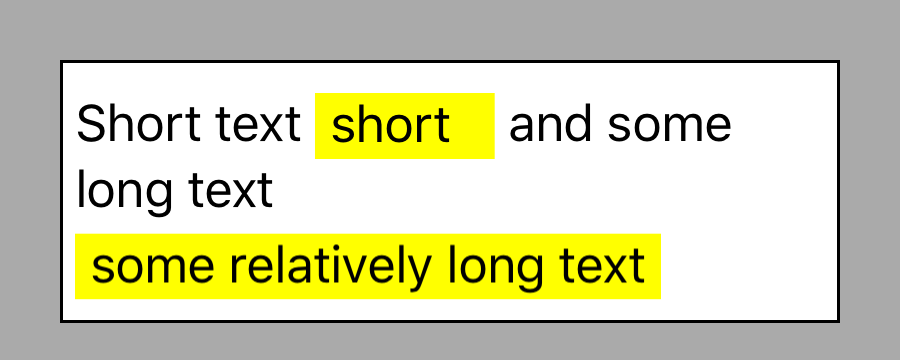 Short text short and some
long text
some relatively long text